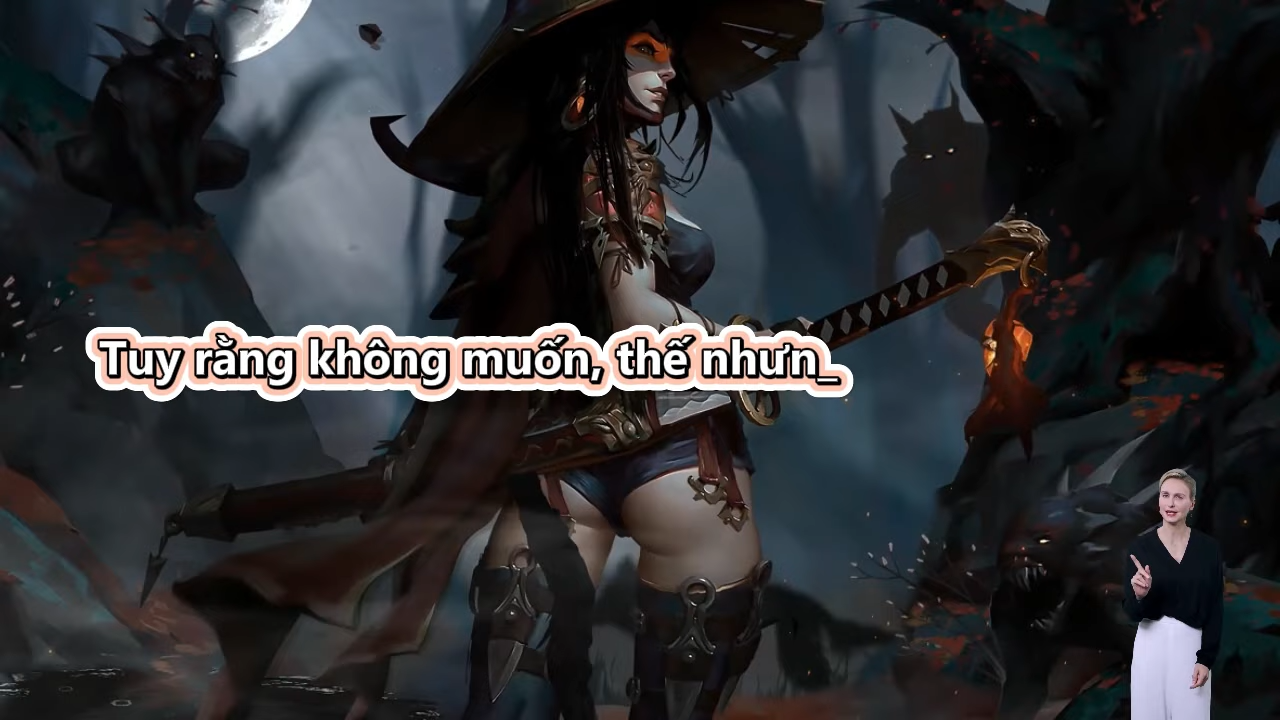 Tuy rằng không muốn, thế nhưn_